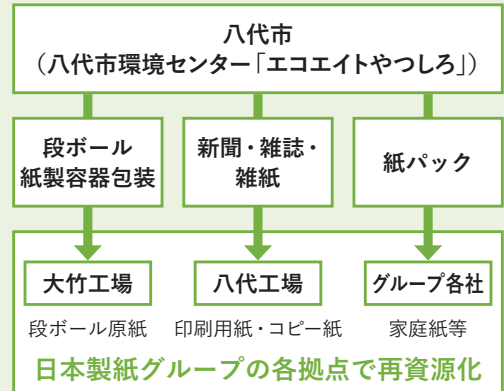 八代市
（八代市環境センター「エコエイトやつしろ」）
段ボール
紙製容器包装
新聞・雑誌・
雑紙
紙パック
大竹工場
八代工場
グループ各社
段ボール原紙
印刷用紙・コピー紙
家庭紙等
日本製紙グループの各拠点で再資源化